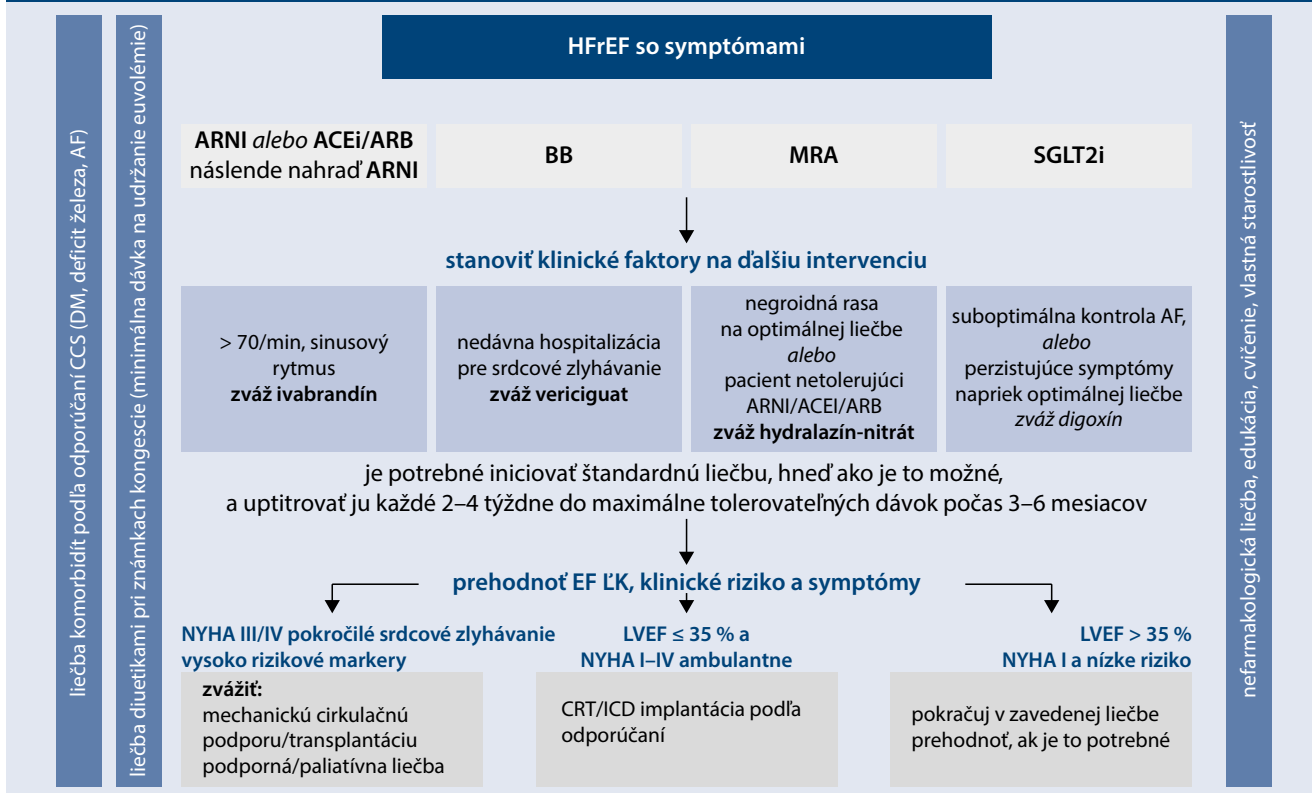 liečba komorbidít podľa odporúčaní CCS (DM, deficit železa, AF)
liečba diuetikami pri známkach kongescie (minimálna dávka na udržanie euvolémie)
HFrEF so symptómami
ARNI alebo ACEi/ARB
náslende nahraď ARNI
BB
MRA
SGLT2i
stanoviť klinické faktory na ďalšiu intervenciu
> 70/min, sinusový
rytmus
zváž ivabrandín
nedávna hospitalizácia
pre srdcové zlyhávanie
zváž vericiguat
negroidná rasa
na optimálnej liečbe
alebo
pacient netolerujúci
ARNI/ACEI/ARB
zváž hydralazín-nitrát
suboptimálna kontrola AF,
alebo
perzistujúce symptómy
napriek optimálnej liečbe
zváž digoxín
je potrebné iniciovať štandardnú liečbu, hneď ako je to možné,
a uptitrovať ju každé 2–4 týždne do maximálne tolerovateľných dávok počas 3–6 mesiacov
prehodnoť EF ĽK, klinické riziko a symptómy
NYHA III/IV pokročilé srdcové zlyhávanie
vysoko rizikové markery
zvážiť:
mechanickú cirkulačnú
podporu/transplantáciu
podporná/paliatívna liečba
LVEF ≤ 35 % a
NYHA I–IV ambulantne
CRT/ICD implantácia podľa
odporúčaní
LVEF > 35 %
NYHA I a nízke riziko
pokračuj v zavedenej liečbe
prehodnoť, ak je to potrebné
nefarmakologická liečba, edukácia, cvičenie, vlastná starostlivosť